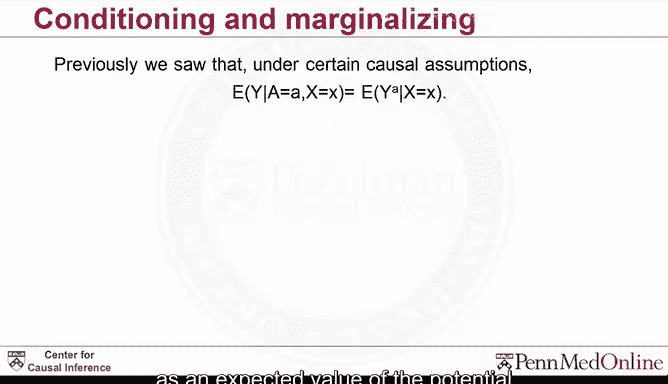 Conditioning and marginalizing
Previously we saw that, under certain causal assumptions,
E(Y|A=a,X=x)= E(Yᵃ|X=x).
Center for
Causal Inference
PennMedOnline
as an expected value of the potential